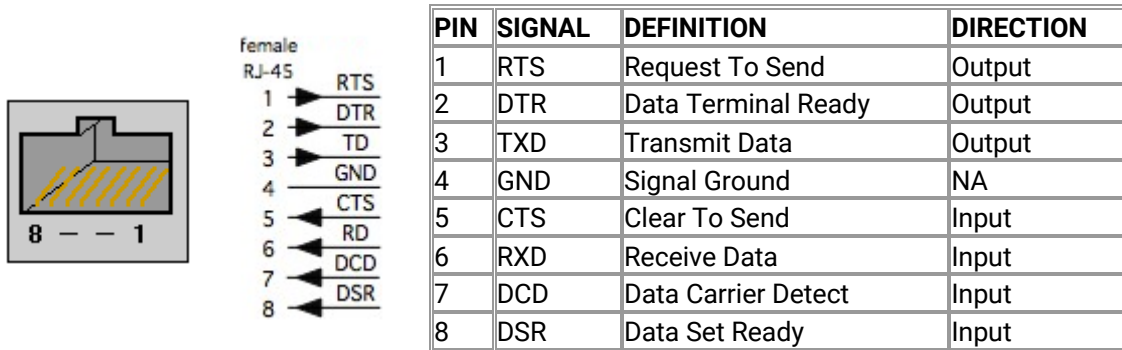 8 – – 1
female
RJ-45
1 RTS
2 DTR
3 TD
4 GND
5 CTS
6 RD
7 DCD
8 DSR
PIN SIGNAL DEFINITION DIRECTION
1 RTS Request To Send Output
2 DTR Data Terminal Ready Output
3 TXD Transmit Data Output
4 GND Signal Ground NA
5 CTS Clear To Send Input
6 RXD Receive Data Input
7 DCD Data Carrier Detect Input
8 DSR Data Set Ready Input